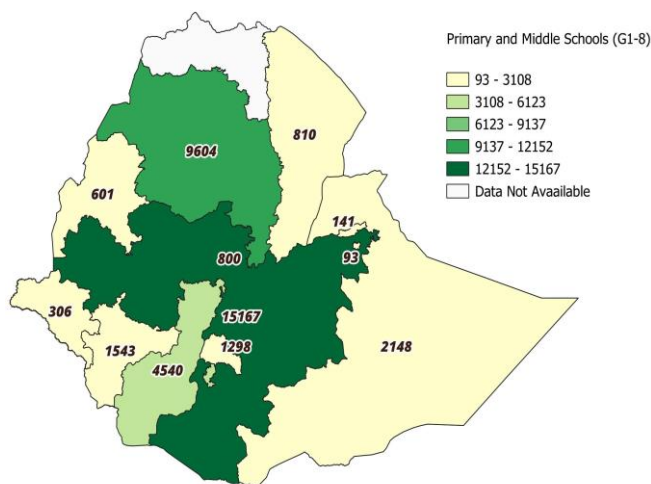 Primary and Middle Schools (G1-8)
93 - 3108
3108 - 6123
6123 - 9137
9137 - 12152
12152 - 15167
Data Not Avaailable
810
9604
601
141
93
800
306
15167
1298
1543
2148
4540